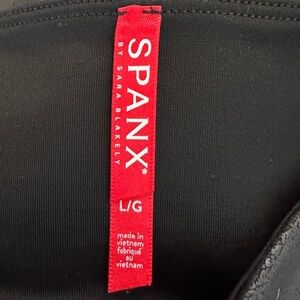 SPANX®
BY SARA BLAKELY
L/G
made in
vietnam
fabriqué
au
vietnam